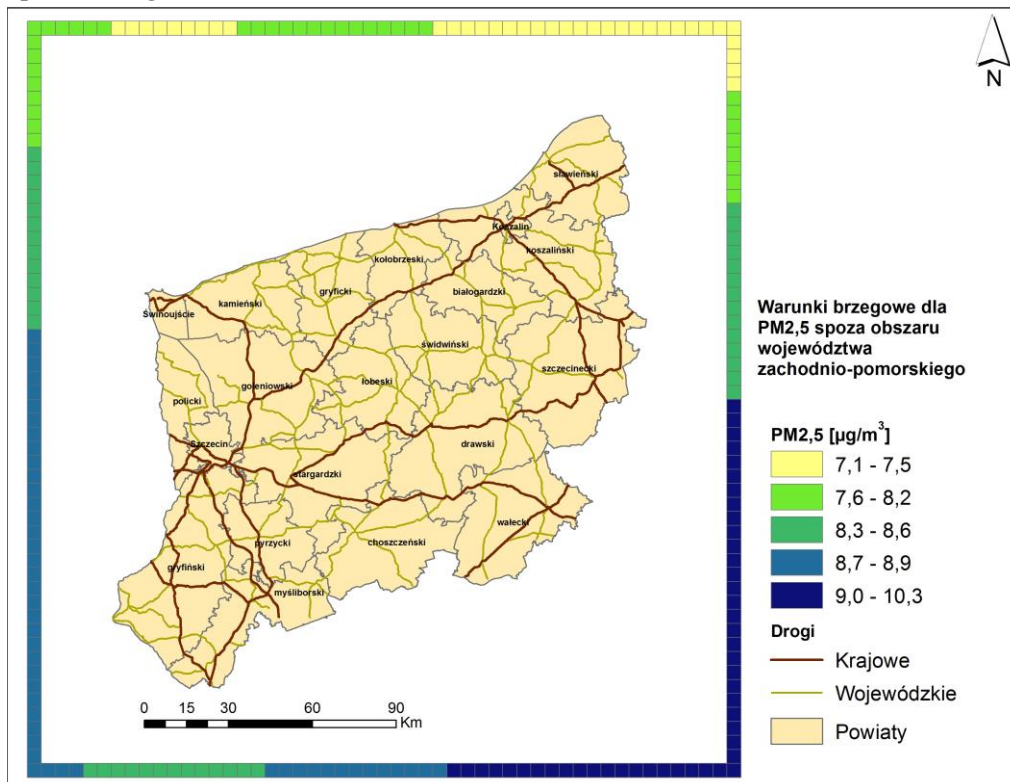 N
sławieński
Koszalin
koszaliński
kołobrzeski
białogardzki
gryficki
kamieński
Świnoujście
świdwiński
szczecinecki
goleniowski
łobeski
policki
Szczecin
drawski
stargardzki
wałecki
pyrzycki
choszczeński
gryfiński
myśliborski
0 15 30 60 90
Km
Warunki brzegowe dla
PM2,5 spoza obszaru
województwa
zachodnio-pomorskiego
PM2,5 [µg/m³]
7,1 - 7,5
7,6 - 8,2
8,3 - 8,6
8,7 - 8,9
9,0 - 10,3
Drogi
Krajowe
Wojewódzkie
Powiaty